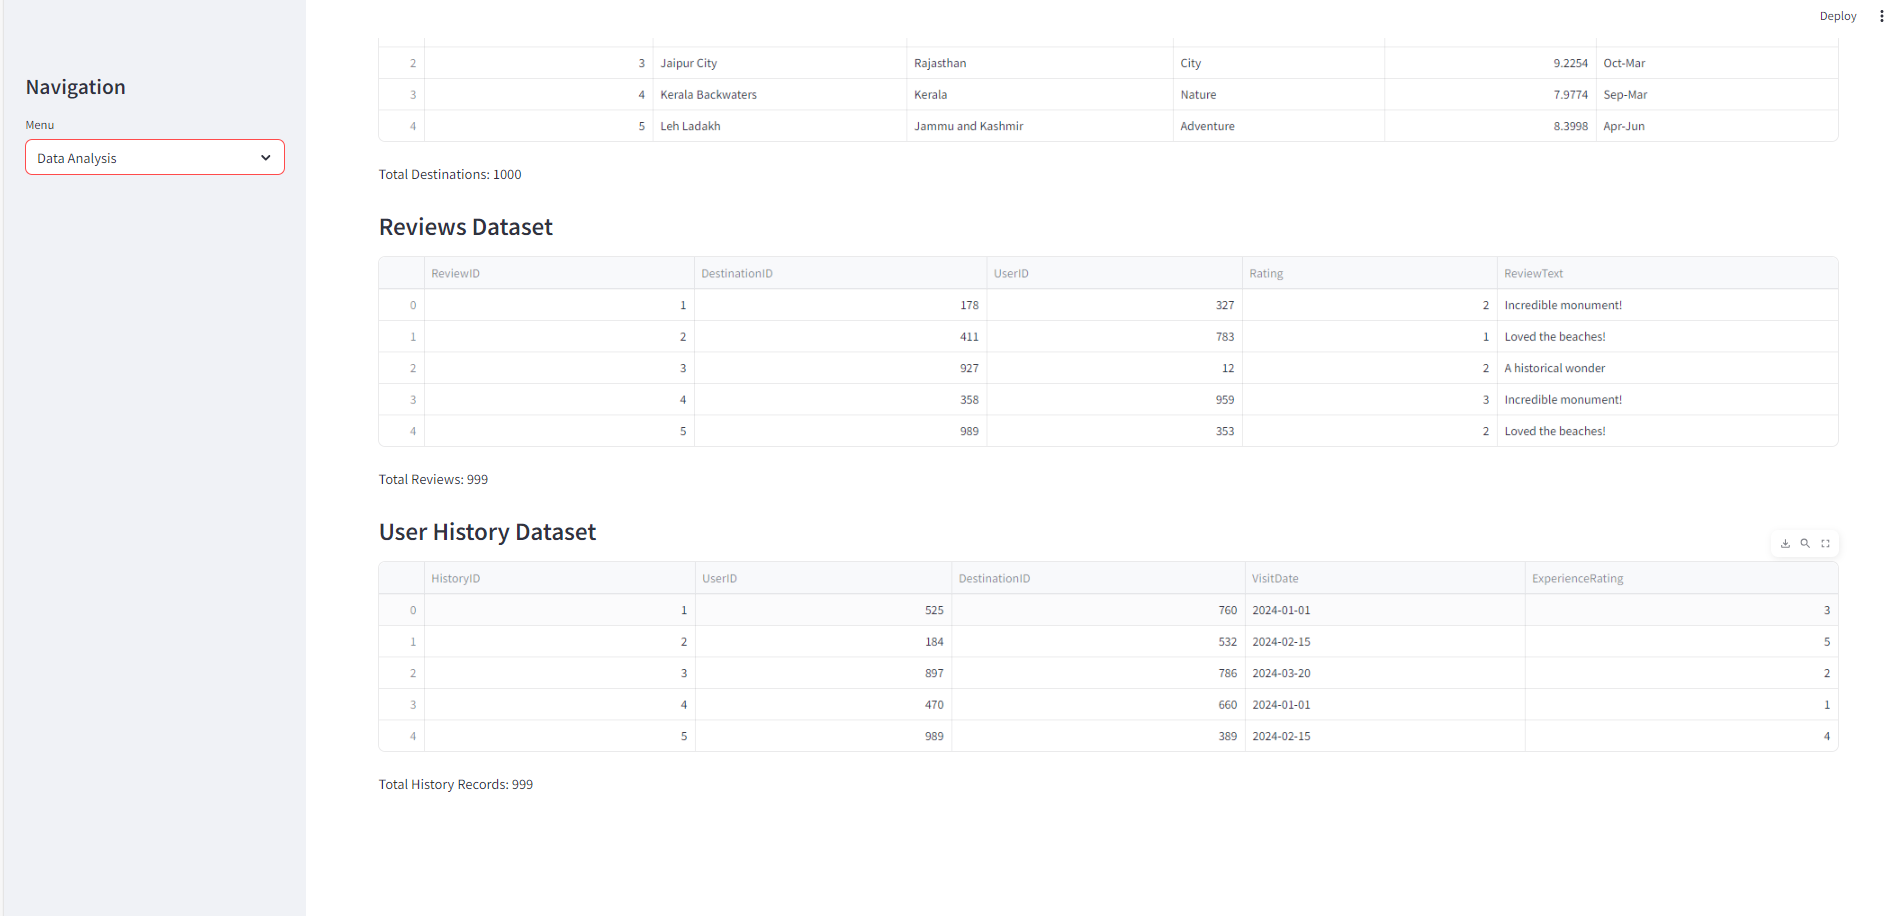 Deploy
Navigation
Menu
Data Analysis
2 3 Jaipur City Rajasthan City 9.2254 Oct-Mar
3 4 Kerala Backwaters Kerala Nature 7.9774 Sep-Mar
4 5 Leh Ladakh Jammu and Kashmir Adventure 8.3998 Apr-Jun
Total Destinations: 1000
Reviews Dataset
ReviewID DestinationID UserID Rating ReviewText
0 1 178 327 2 Incredible monument!
1 2 411 783 1 Loved the beaches!
2 3 927 12 2 A historical wonder
3 4 358 959 3 Incredible monument!
4 5 989 353 2 Loved the beaches!
Total Reviews: 999
User History Dataset
HistoryID UserID DestinationID VisitDate ExperienceRating
0 1 525 760 2024-01-01 3
1 2 184 532 2024-02-15 5
2 3 897 786 2024-03-20 2
3 4 470 660 2024-01-01 1
4 5 989 389 2024-02-15 4
Total History Records: 999